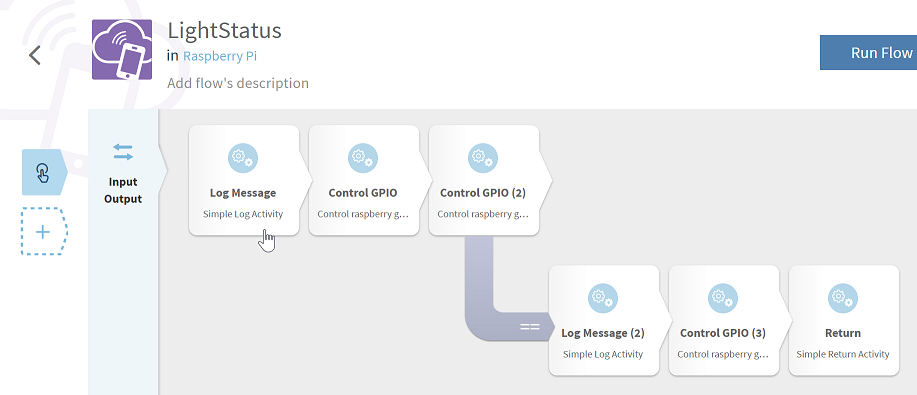 LightStatus
in Raspberry Pi
Run Flow
Add flow's description
Input
Output
Log Message
Simple Log Activity
Control GPIO
Control raspberry g...
Control GPIO (2)
Control raspberry g...
==
Log Message (2)
Simple Log Activity
Control GPIO (3)
Control raspberry g...
Return
Simple Return Activity